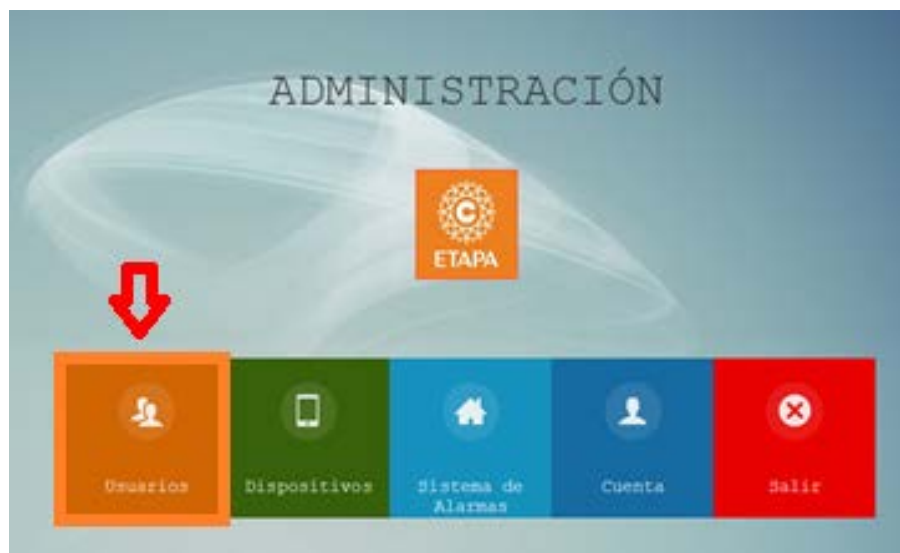 ADMINISTRACIÓN
C
ETAPA
Usuarios
Dispositivos
Sistema de
Alarmas
Cuenta
Salir